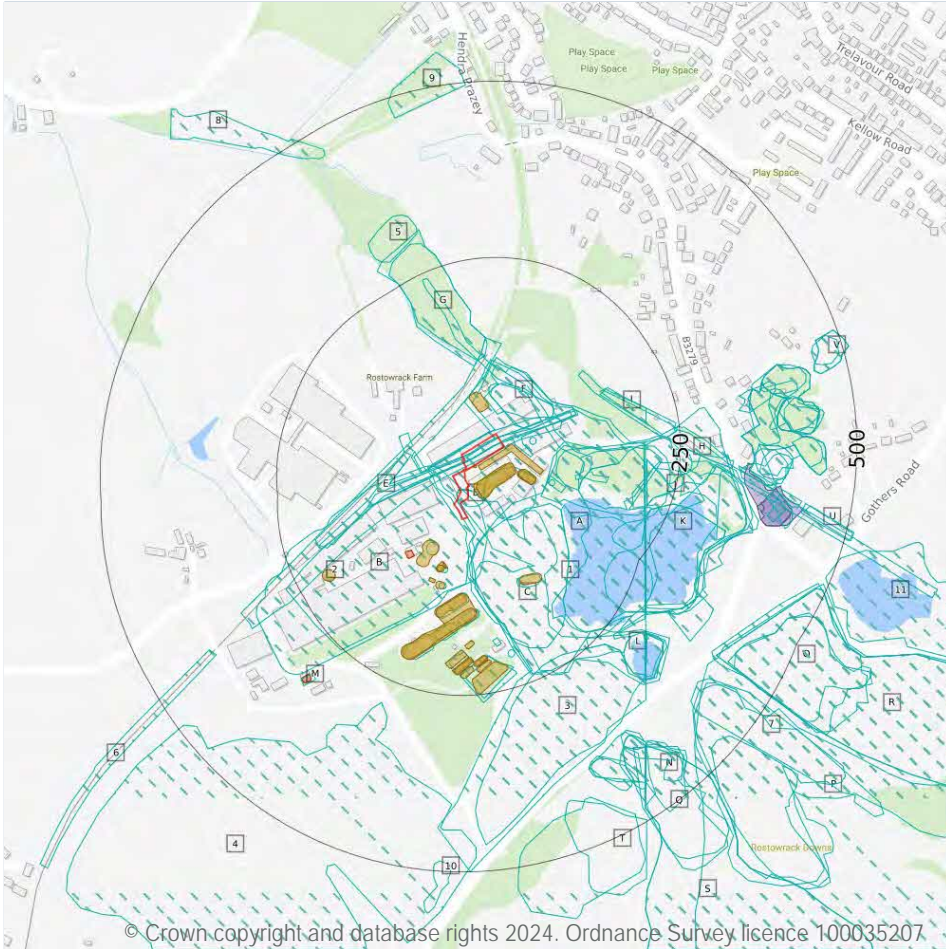 Play Space
Play Space
Play Space
Trelavour Road
Hendra Prazey
9
8
Kellow Road
Play Space
5
G
B3279
V
Rostowrack Farm
F
I
H
250
500
E
D
J
Gothers Road
A
K
U
B
2
1
C
11
L
M
Q
3
R
7
6
N
P
O
T
4
Rostowrack Downs
10
S
© Crown copyright and database rights 2024. Ordnance Survey licence 100035207.